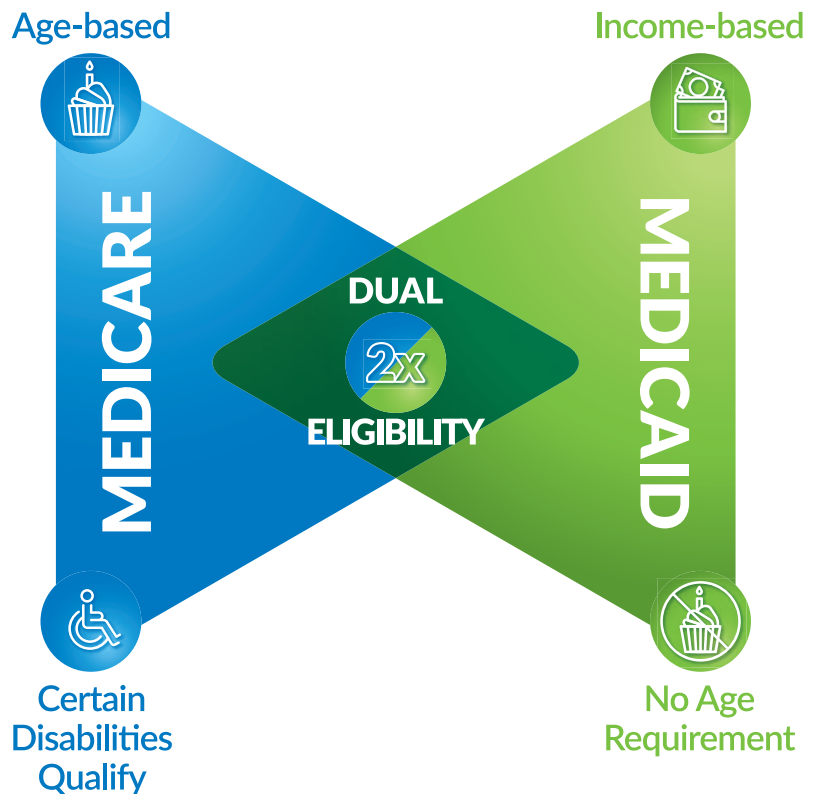 Age-based
Income-based
MEDICARE
MEDICAID
DUAL
2x
ELIGIBILITY
Certain
Disabilities
Qualify
No Age
Requirement